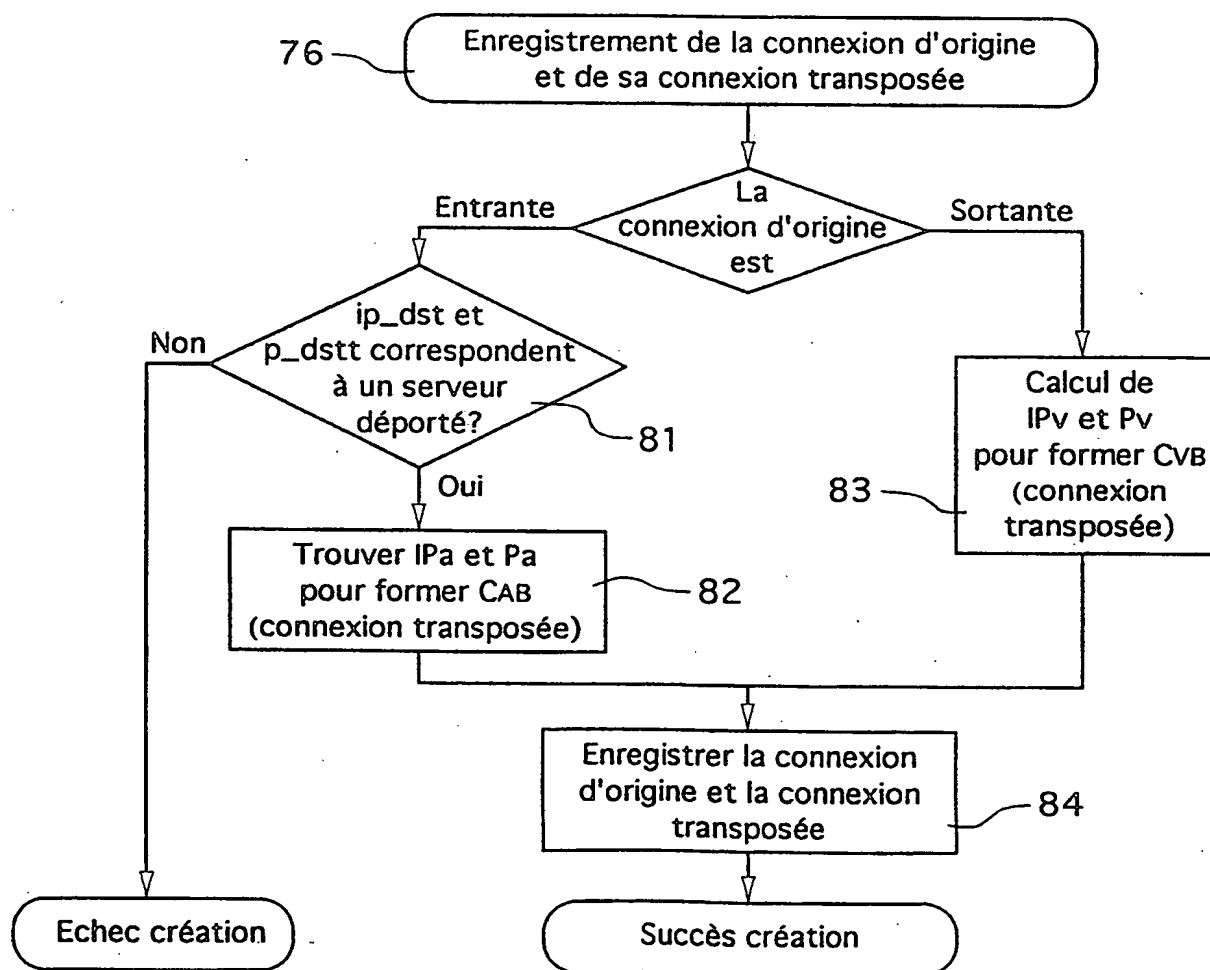 76
Enregistrement de la connexion d'origine
et de sa connexion transposée
La
connexion d'origine
est
Entrante
Sortante
ip_dst et
p_dstt correspondent
à un serveur
déporté?
81
Non
Oui
Calcul de
IPv et Pv
pour former CVB
(connexion
transposée)
83
Trouver IPa et Pa
pour former CAB
(connexion transposée)
82
Enregistrer la connexion
d'origine et la connexion
transposée
84
Echec création
Succès création